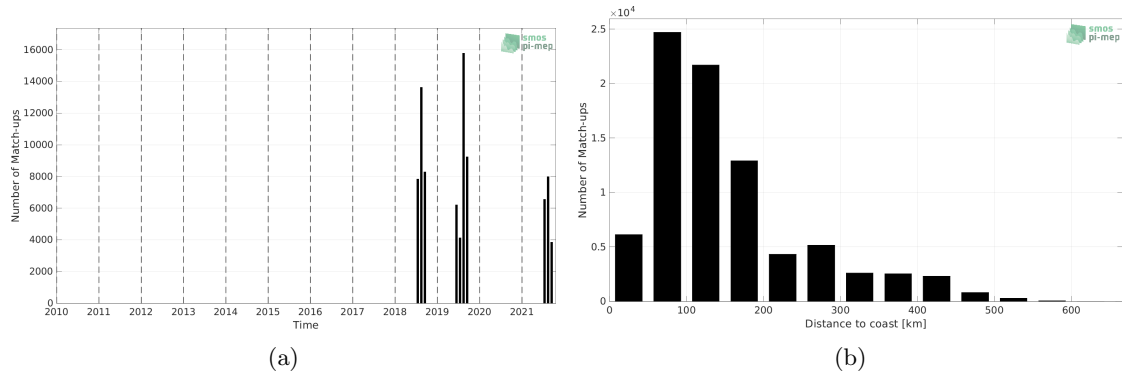 16000
14000
12000
10000
8000
6000
4000
2000
0
Number of Match-ups
2010 2011 2012 2013 2014 2015 2016 2017 2018 2019 2020 2021
Time
smos
pi-mep
(a)
×10⁴
2.5
2
1.5
1
0.5
0
Number of Match-ups
0 100 200 300 400 500 600
Distance to coast [km]
smos
pi-mep
(b)